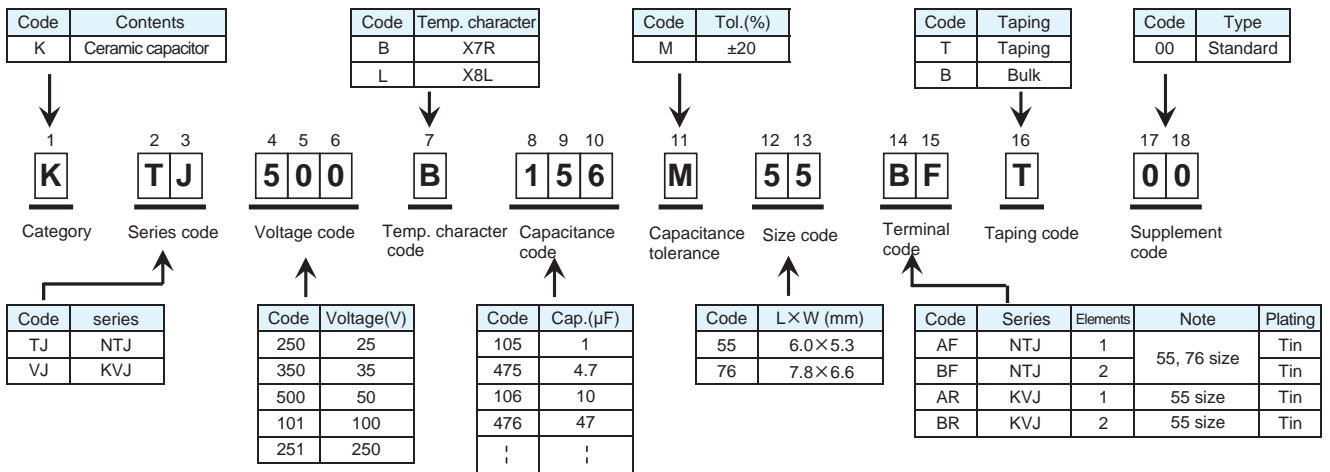 Code Contents
K Ceramic capacitor
Code Temp. character
B X7R
L X8L
Code Tol.(%)
M ±20
Code Taping
T Taping
B Bulk
Code Type
00 Standard
1 2 3 4 5 6 7 8 9 10 11 12 13 14 15 16 17 18
K T J 5 0 0 B 1 5 6 M 5 5 B F T 0 0
Category
Series code
Voltage code
Temp. character
code
Capacitance
code
Capacitance
tolerance
Size code
Terminal
code
Taping code
Supplement
code
Code series
TJ NTJ
VJ KVJ
Code Voltage(V)
250 25
350 35
500 50
101 100
251 250
Code Cap.(μF)
105 1
475 4.7
106 10
476 47
Code L×W (mm)
55 6.0×5.3
76 7.8×6.6
Code Series Elements Note Plating
AF NTJ 1 55, 76 size Tin
BF NTJ 2 Tin
AR KVJ 1 55 size Tin
BR KVJ 2 55 size Tin